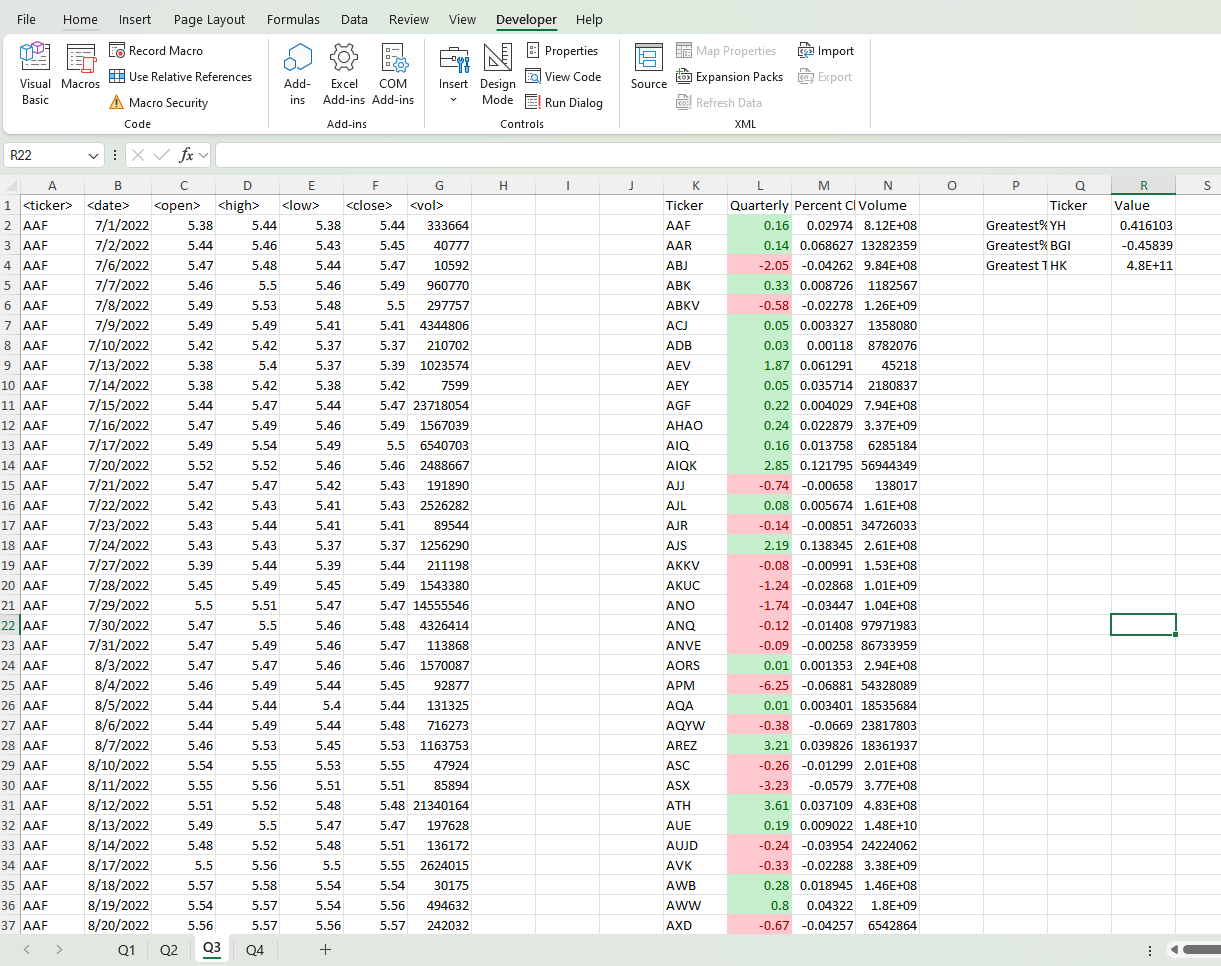 File Home Insert Page Layout Formulas Data Review View Developer Help
Visual Basic Macros Record Macro Use Relative References Macro Security Code
Add-ins Excel Add-ins COM Add-ins Add-ins
Insert Design Mode Properties View Code Run Dialog Controls
Source Map Properties Expansion Packs Refresh Data Import Export XML
R22 fx
A B C D E F G H I J K L M N O P Q R S
1 <ticker> <date> <open> <high> <low> <close> <vol> Ticker Quarterly Percent Cl Volume Ticker Value
2 AAF 7/1/2022 5.38 5.44 5.38 5.44 333664 AAF 0.16 0.02974 8.12E+08 Greatest% YH 0.416103
3 AAF 7/2/2022 5.44 5.46 5.43 5.45 40777 AAR 0.14 0.068627 13282359 Greatest% BGI -0.45839
4 AAF 7/6/2022 5.47 5.48 5.44 5.47 10592 ABJ -2.05 -0.04262 9.84E+08 Greatest T HK 4.8E+11
5 AAF 7/7/2022 5.46 5.5 5.46 5.49 960770 ABK 0.33 0.008726 1182567
6 AAF 7/8/2022 5.49 5.53 5.48 5.5 297757 ABKV -0.58 -0.02278 1.26E+09
7 AAF 7/9/2022 5.49 5.49 5.41 5.41 4344806 ACJ 0.05 0.003327 1358080
8 AAF 7/10/2022 5.42 5.42 5.37 5.37 210702 ADB 0.03 0.00118 8782076
9 AAF 7/13/2022 5.38 5.4 5.37 5.39 1023574 AEV 1.87 0.061291 45218
10 AAF 7/14/2022 5.38 5.42 5.38 5.42 7599 AEY 0.05 0.035714 2180837
11 AAF 7/15/2022 5.44 5.47 5.44 5.47 23718054 AGF 0.22 0.004029 7.94E+08
12 AAF 7/16/2022 5.47 5.49 5.46 5.49 1567039 AHAO 0.24 0.022879 3.37E+09
13 AAF 7/17/2022 5.49 5.54 5.49 5.5 6540703 AIQ 0.16 0.013758 6285184
14 AAF 7/20/2022 5.52 5.52 5.46 5.46 2488667 AIQK 2.85 0.121795 56944349
15 AAF 7/21/2022 5.47 5.47 5.42 5.43 191890 AJJ -0.74 -0.00658 138017
16 AAF 7/22/2022 5.42 5.43 5.41 5.43 2526282 AJL 0.08 0.005674 1.61E+08
17 AAF 7/23/2022 5.43 5.44 5.41 5.41 89544 AJR -0.14 -0.00851 34726033
18 AAF 7/24/2022 5.43 5.43 5.37 5.37 1256290 AJS 2.19 0.138345 2.61E+08
19 AAF 7/27/2022 5.39 5.44 5.39 5.44 211198 AKKV -0.08 -0.00991 1.53E+08
20 AAF 7/28/2022 5.45 5.49 5.45 5.49 1543380 AKUC -1.24 -0.02868 1.01E+09
21 AAF 7/29/2022 5.5 5.51 5.47 5.47 14555546 ANO -1.74 -0.03447 1.04E+08
22 AAF 7/30/2022 5.47 5.5 5.46 5.48 4326414 ANQ -0.12 -0.01408 97971983
23 AAF 7/31/2022 5.47 5.49 5.46 5.47 113868 ANVE -0.09 -0.00258 86733959
24 AAF 8/3/2022 5.47 5.47 5.46 5.46 1570087 AORS 0.01 0.001353 2.94E+08
25 AAF 8/4/2022 5.46 5.49 5.44 5.45 92877 APM -6.25 -0.06881 54328089
26 AAF 8/5/2022 5.44 5.44 5.4 5.44 131325 AQA 0.01 0.003401 18535684
27 AAF 8/6/2022 5.44 5.49 5.44 5.48 716273 AQYW -0.38 -0.0669 23817803
28 AAF 8/7/2022 5.46 5.53 5.45 5.53 1163753 AREZ 3.21 0.039826 18361937
29 AAF 8/10/2022 5.54 5.55 5.53 5.55 47924 ASC -0.26 -0.01299 2.01E+08
30 AAF 8/11/2022 5.55 5.56 5.51 5.51 85894 ASX -3.23 -0.0579 3.77E+08
31 AAF 8/12/2022 5.51 5.52 5.48 5.48 21340164 ATH 3.61 0.037109 4.83E+08
32 AAF 8/13/2022 5.49 5.5 5.47 5.47 197628 AUE 0.19 0.009022 1.48E+10
33 AAF 8/14/2022 5.48 5.52 5.48 5.51 136172 AUJD -0.24 -0.03954 24224062
34 AAF 8/17/2022 5.5 5.56 5.5 5.55 2624015 AVK -0.33 -0.02288 3.38E+09
35 AAF 8/18/2022 5.57 5.58 5.54 5.54 30175 AWB 0.28 0.018945 1.46E+08
36 AAF 8/19/2022 5.54 5.57 5.54 5.56 494632 AWW 0.8 0.04322 1.8E+09
37 AAF 8/20/2022 5.56 5.57 5.56 5.57 242032 AXD -0.67 -0.04257 6542864
Q1 Q2 Q3 Q4 +